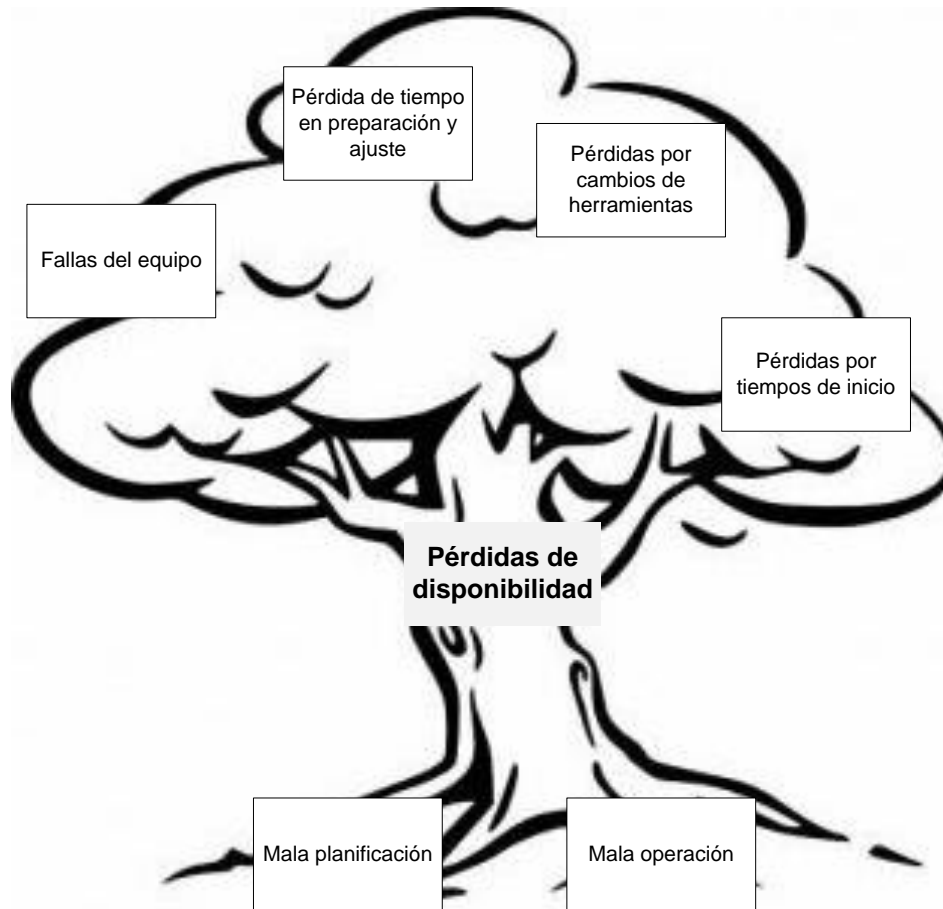 Pérdida de tiempo
en preparación y
ajuste
Pérdidas por
cambios de
herramientas
Fallas del equipo
Pérdidas por
tiempos de inicio
Pérdidas de
disponibilidad
Mala planificación
Mala operación